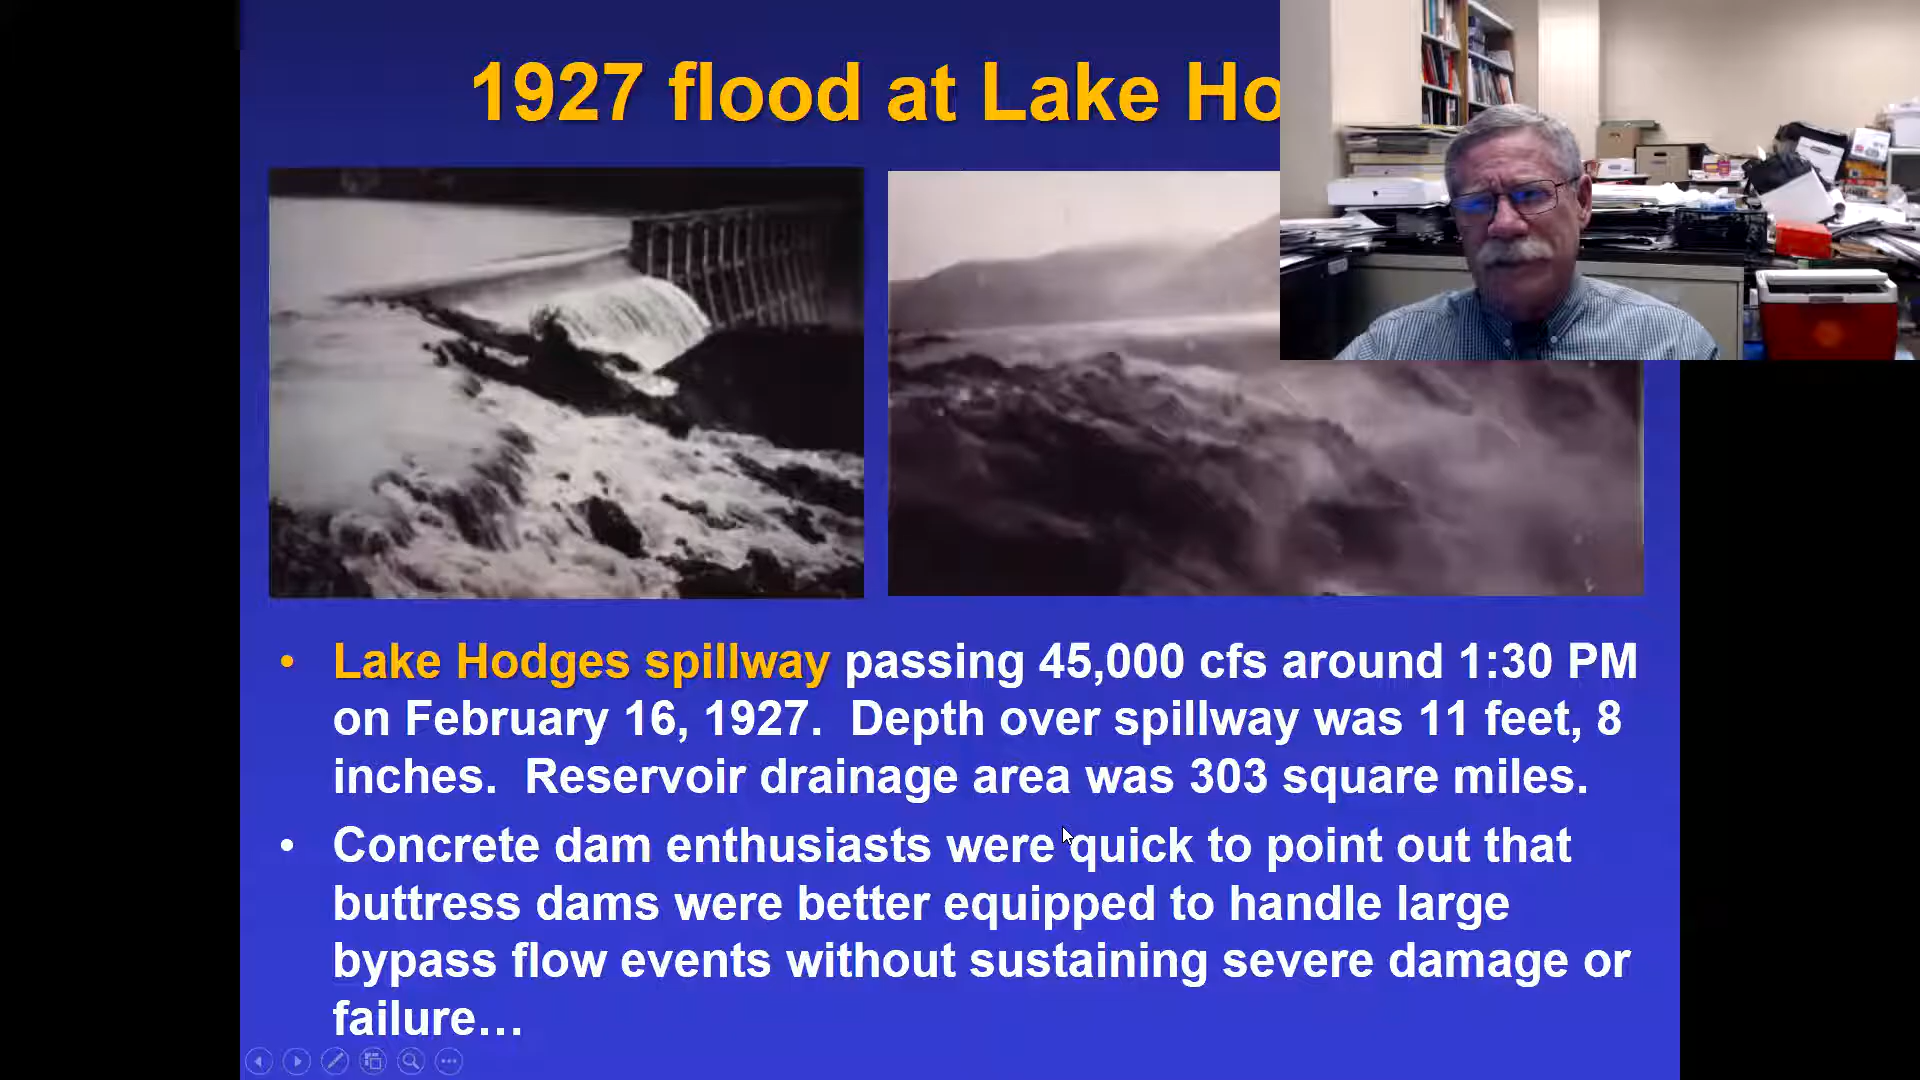 1927 flood at Lake Ho
• Lake Hodges spillway passing 45,000 cfs around 1:30 PM
on February 16, 1927. Depth over spillway was 11 feet, 8
inches. Reservoir drainage area was 303 square miles.
• Concrete dam enthusiasts were quick to point out that
buttress dams were better equipped to handle large
bypass flow events without sustaining severe damage or
failure…